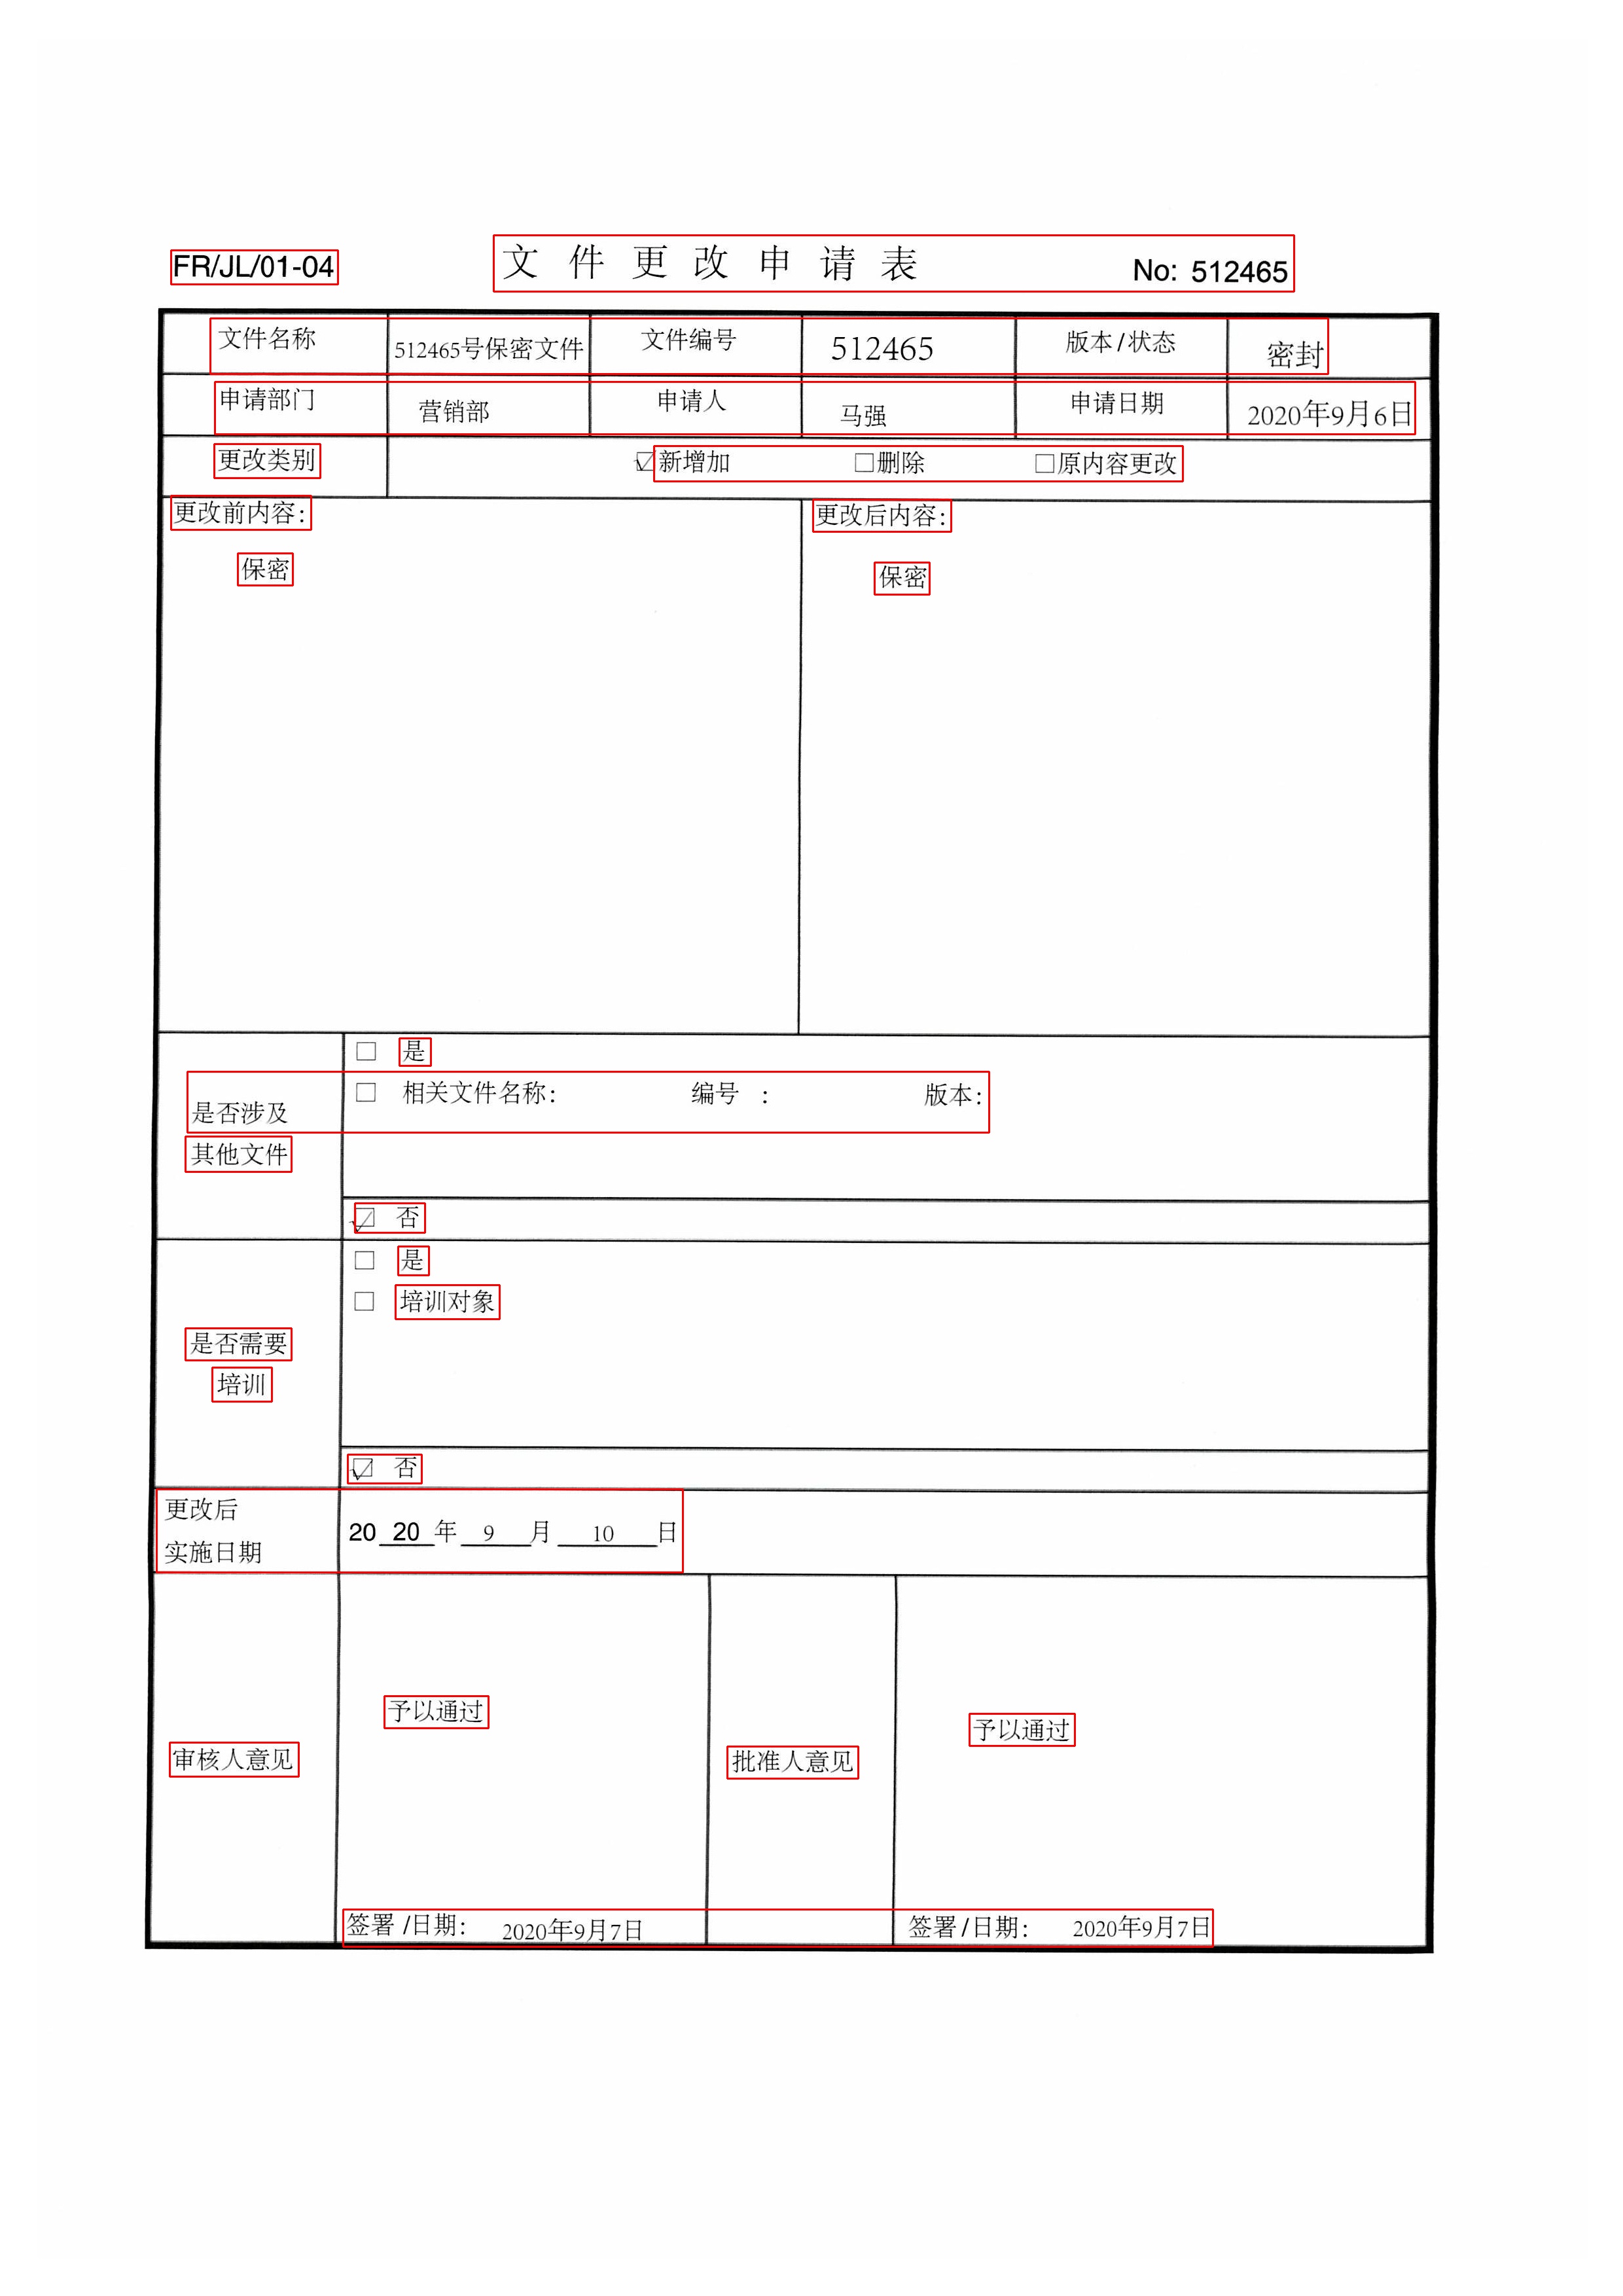 FR/JL/01-04 文件更改申请表 No: 512465
文件名称 512465号保密文件 文件编号 512465 版本/状态 密封
申请部门 营销部 申请人 马强 申请日期 2020年9月6日
更改类别 ☑新增加 □删除 □原内容更改
更改前内容: 更改后内容:
保密 保密
□ 是
是否涉及 □ 相关文件名称: 编号 : 版本:
其他文件
☑ 否
□ 是
□ 培训对象
是否需要
培训
☑ 否
更改后
实施日期 2020年 9 月 10 日
予以通过 予以通过
审核人意见 批准人意见
签署/日期: 2020年9月7日 签署/日期: 2020年9月7日